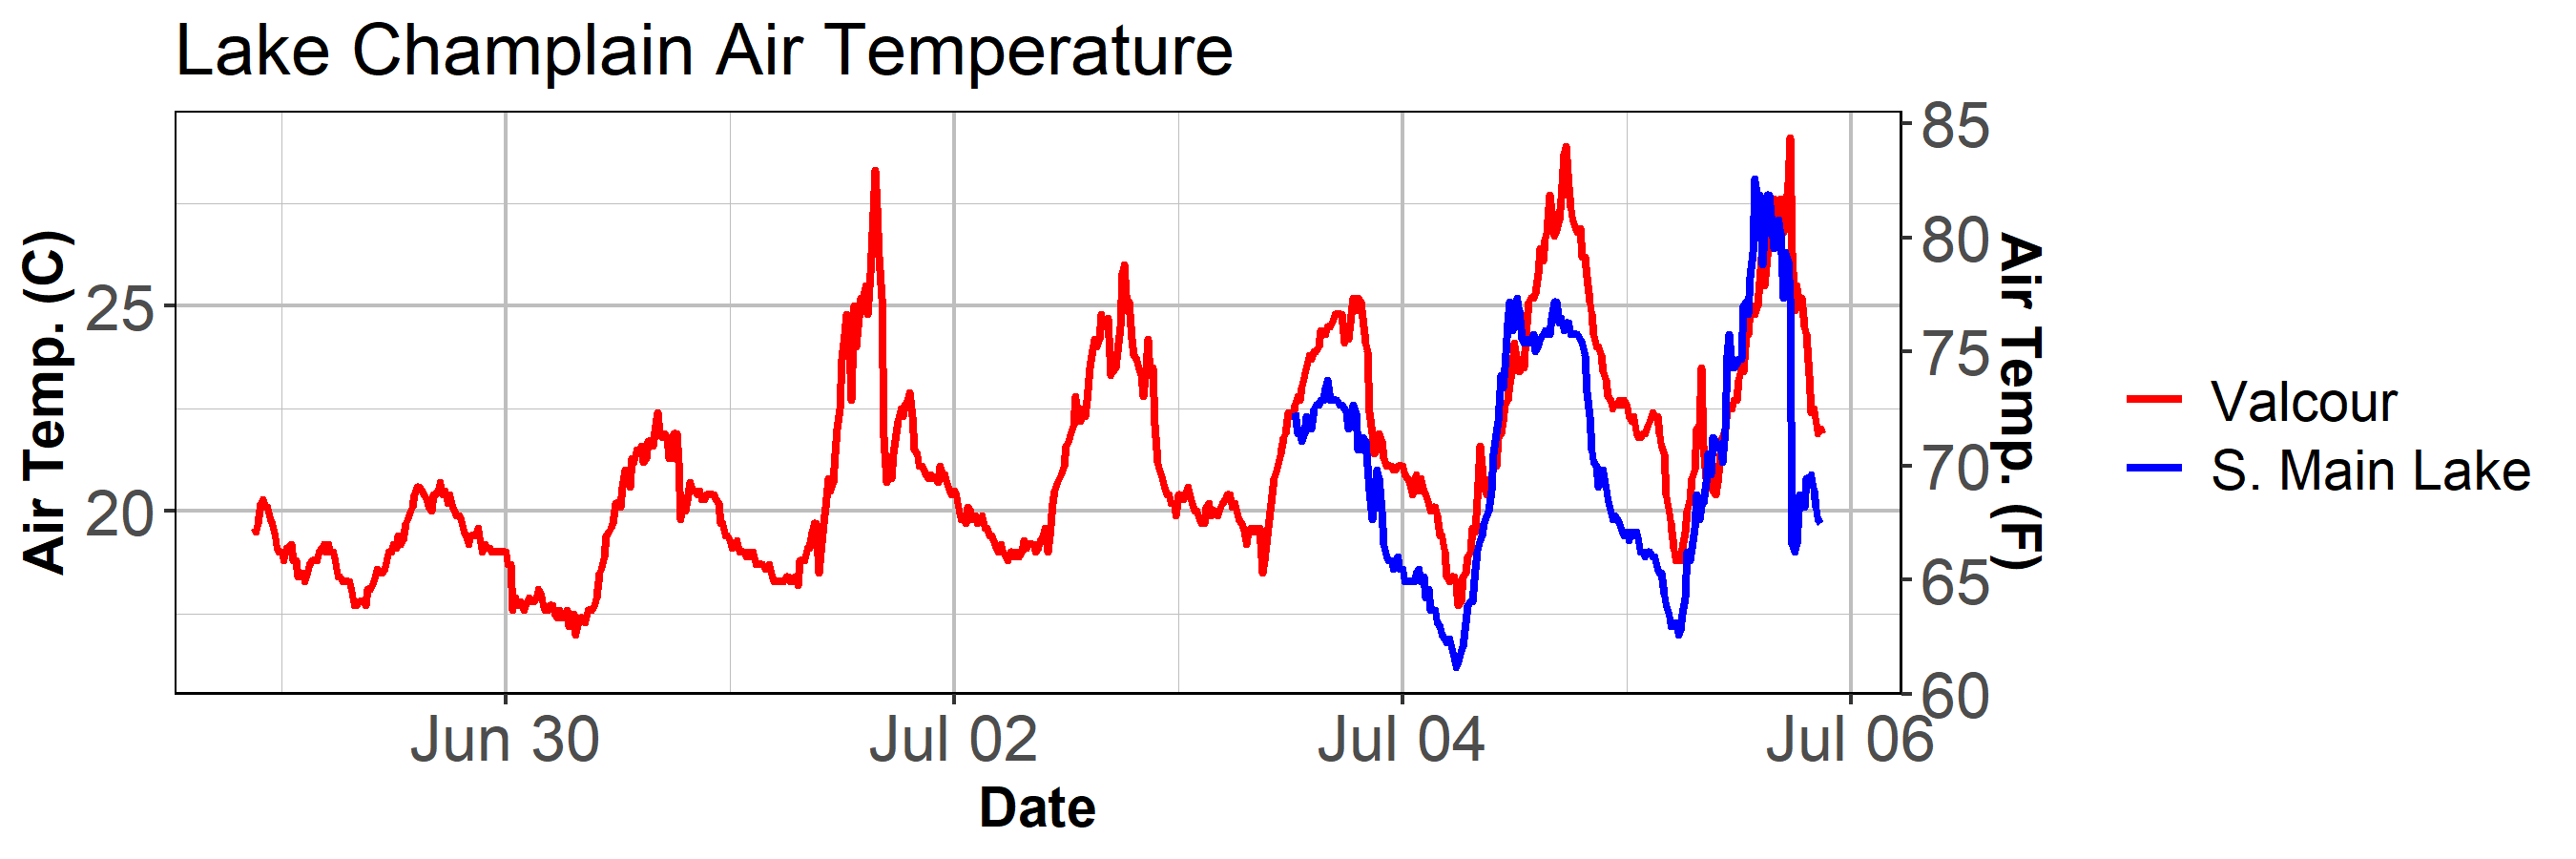 Lake Champlain Air Temperature
Air Temp. (C)
25
20
85
80
75
70
65
60
Air Temp. (F)
Valcour
S. Main Lake
Jun 30
Jul 02
Jul 04
Jul 06
Date